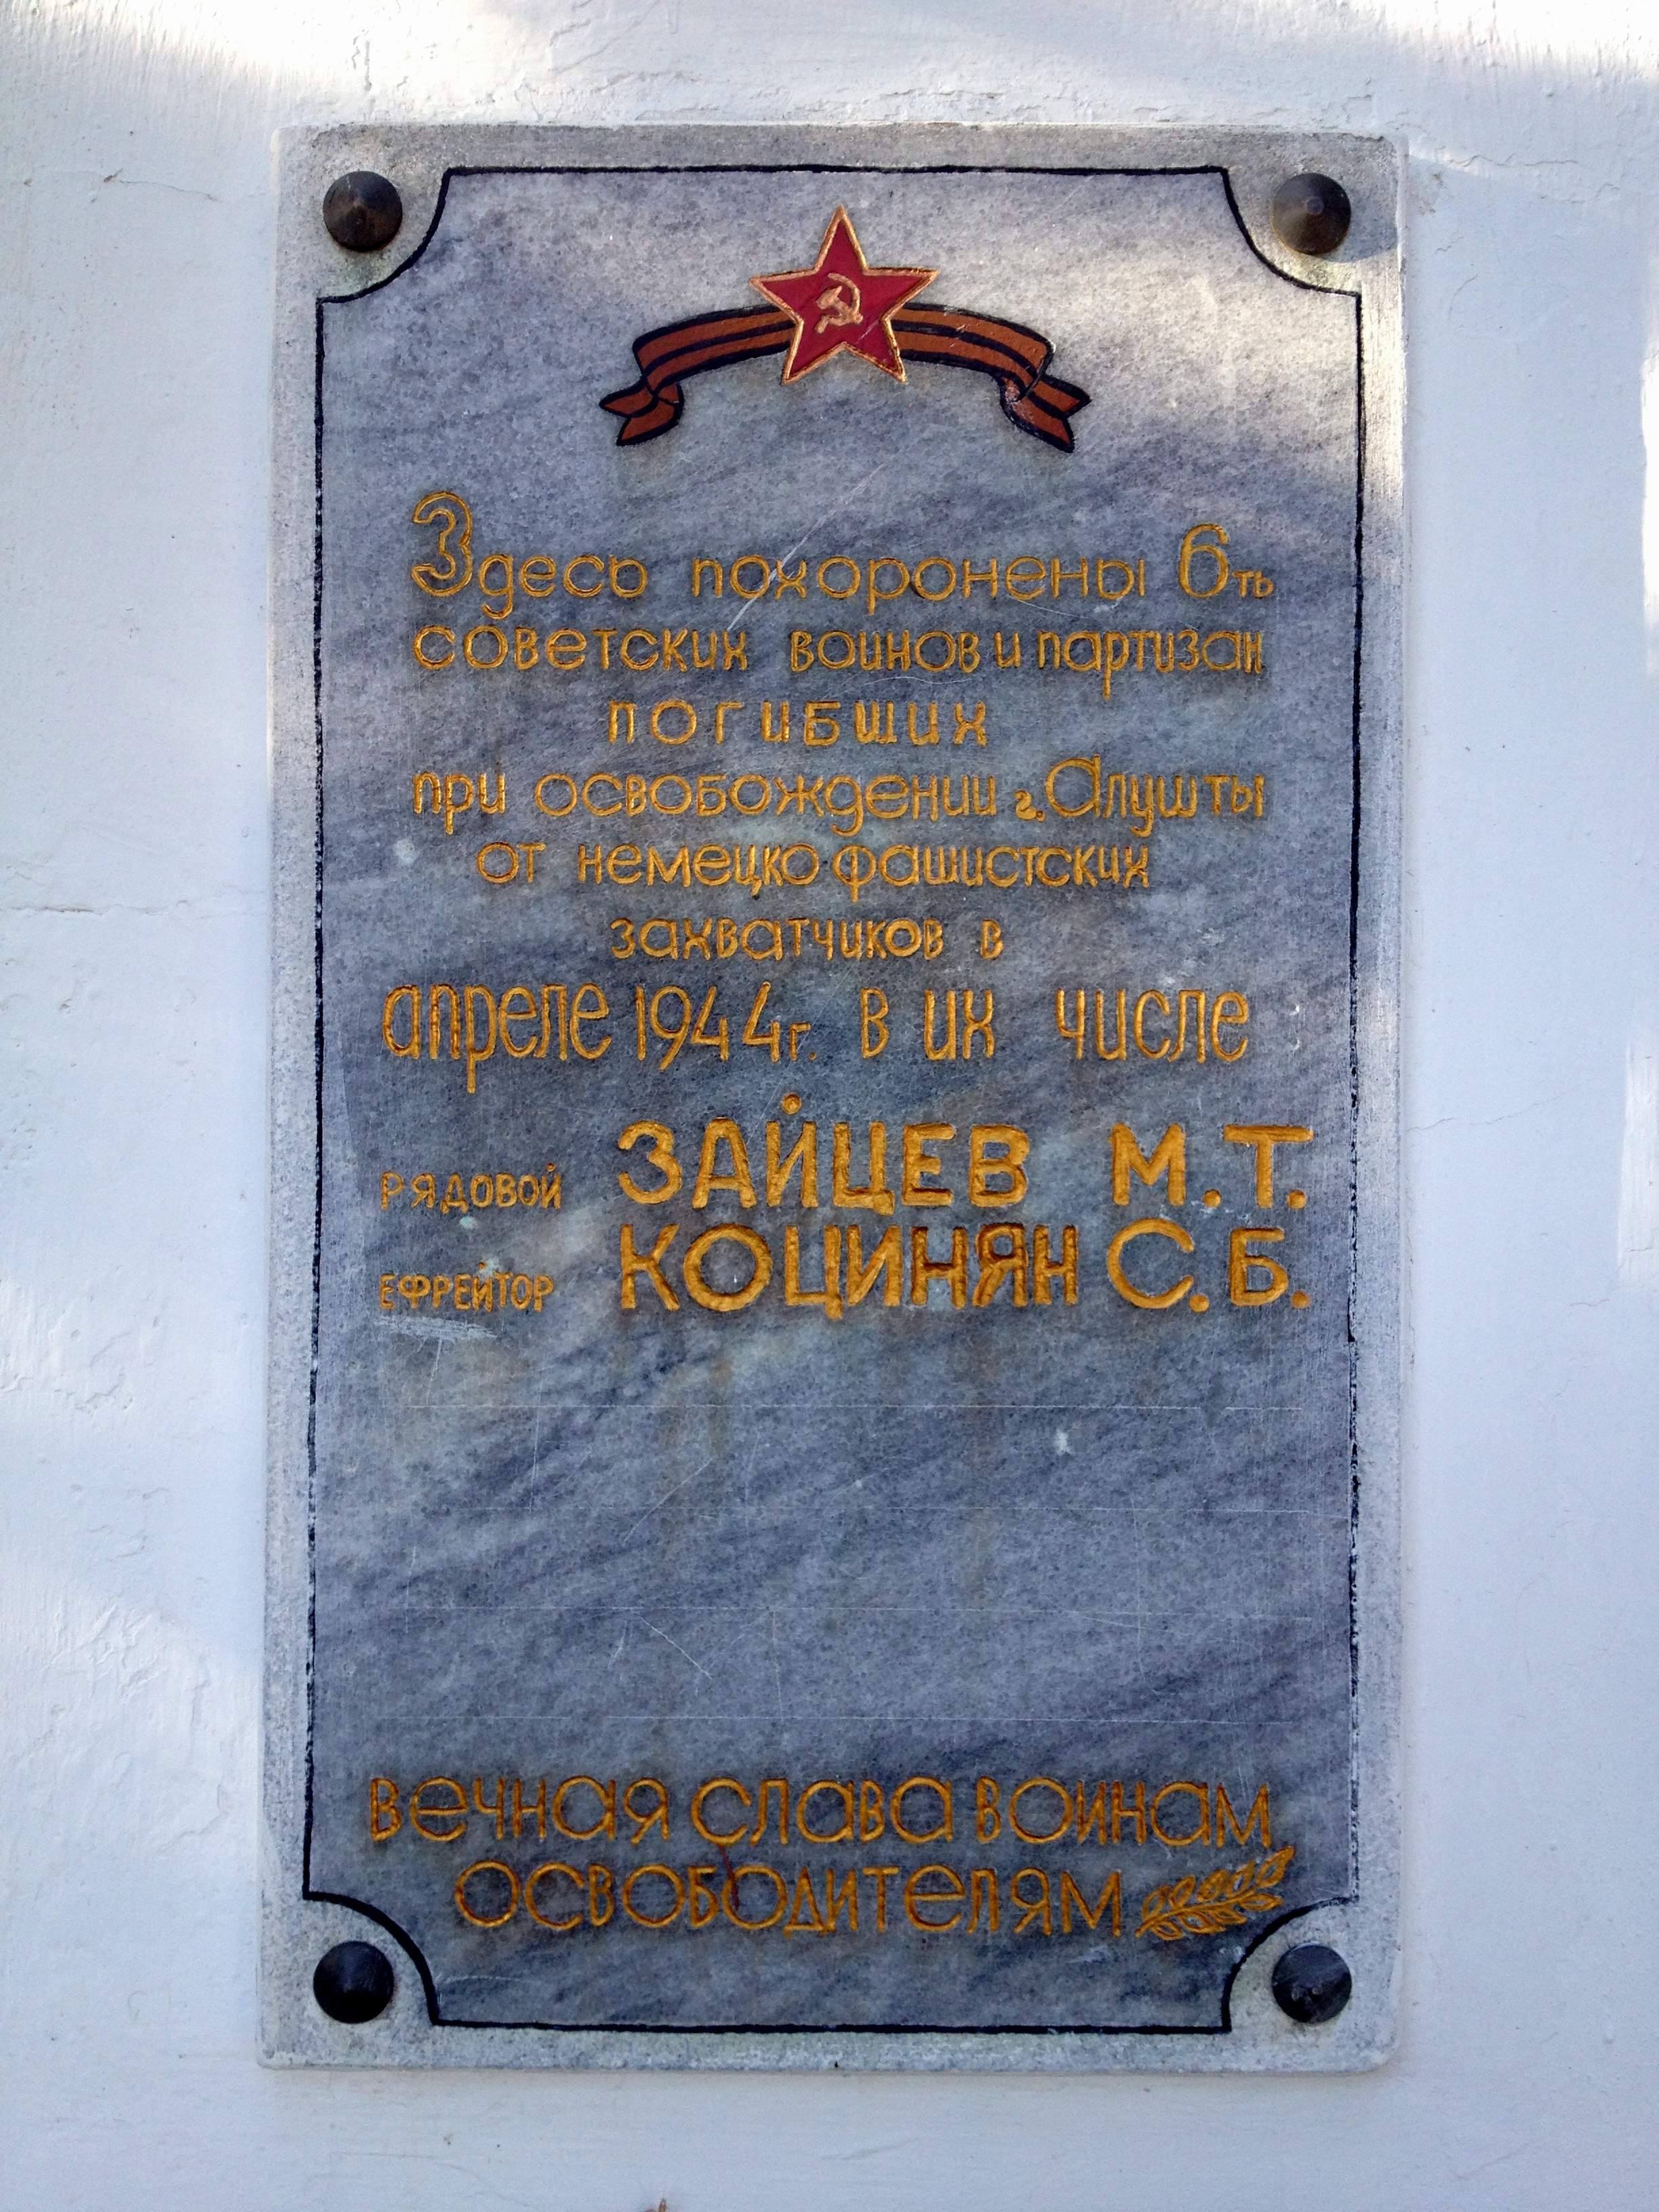 Здесь похоронены 6ть
советских воинов и партизан
погибших
при освобождении г. Алушты
от немецко-фашистских
захватчиков в
апреле 1944г. в их числе
РЯДОВОЙ ЗАЙЦЕВ М.Т.
ЕФРЕЙТОР КОЦИНЯН С.Б.
вечная слава воинам
освободителям